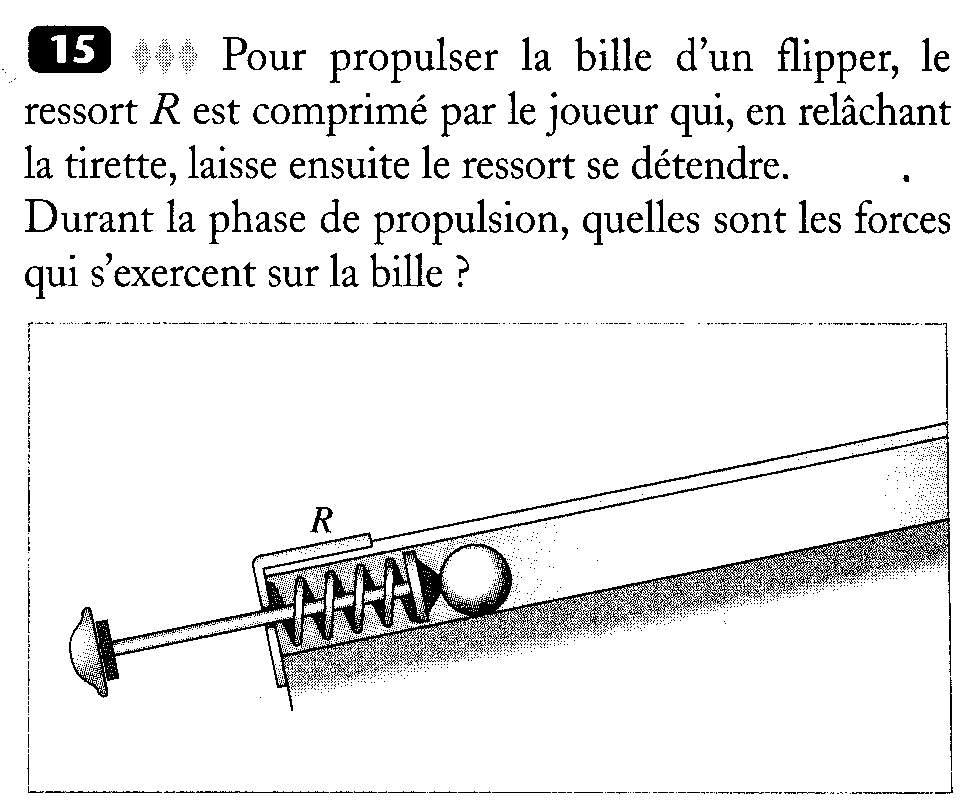 15 Pour propulser la bille d'un flipper, le
ressort R est comprimé par le joueur qui, en relâchant
la tirette, laisse ensuite le ressort se détendre.
Durant la phase de propulsion, quelles sont les forces
qui s'exercent sur la bille ?
R